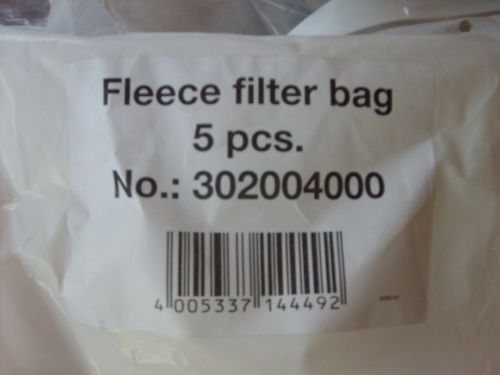 Fleece filter bag
5 pcs.
No.: 302004000
4 005337 144492